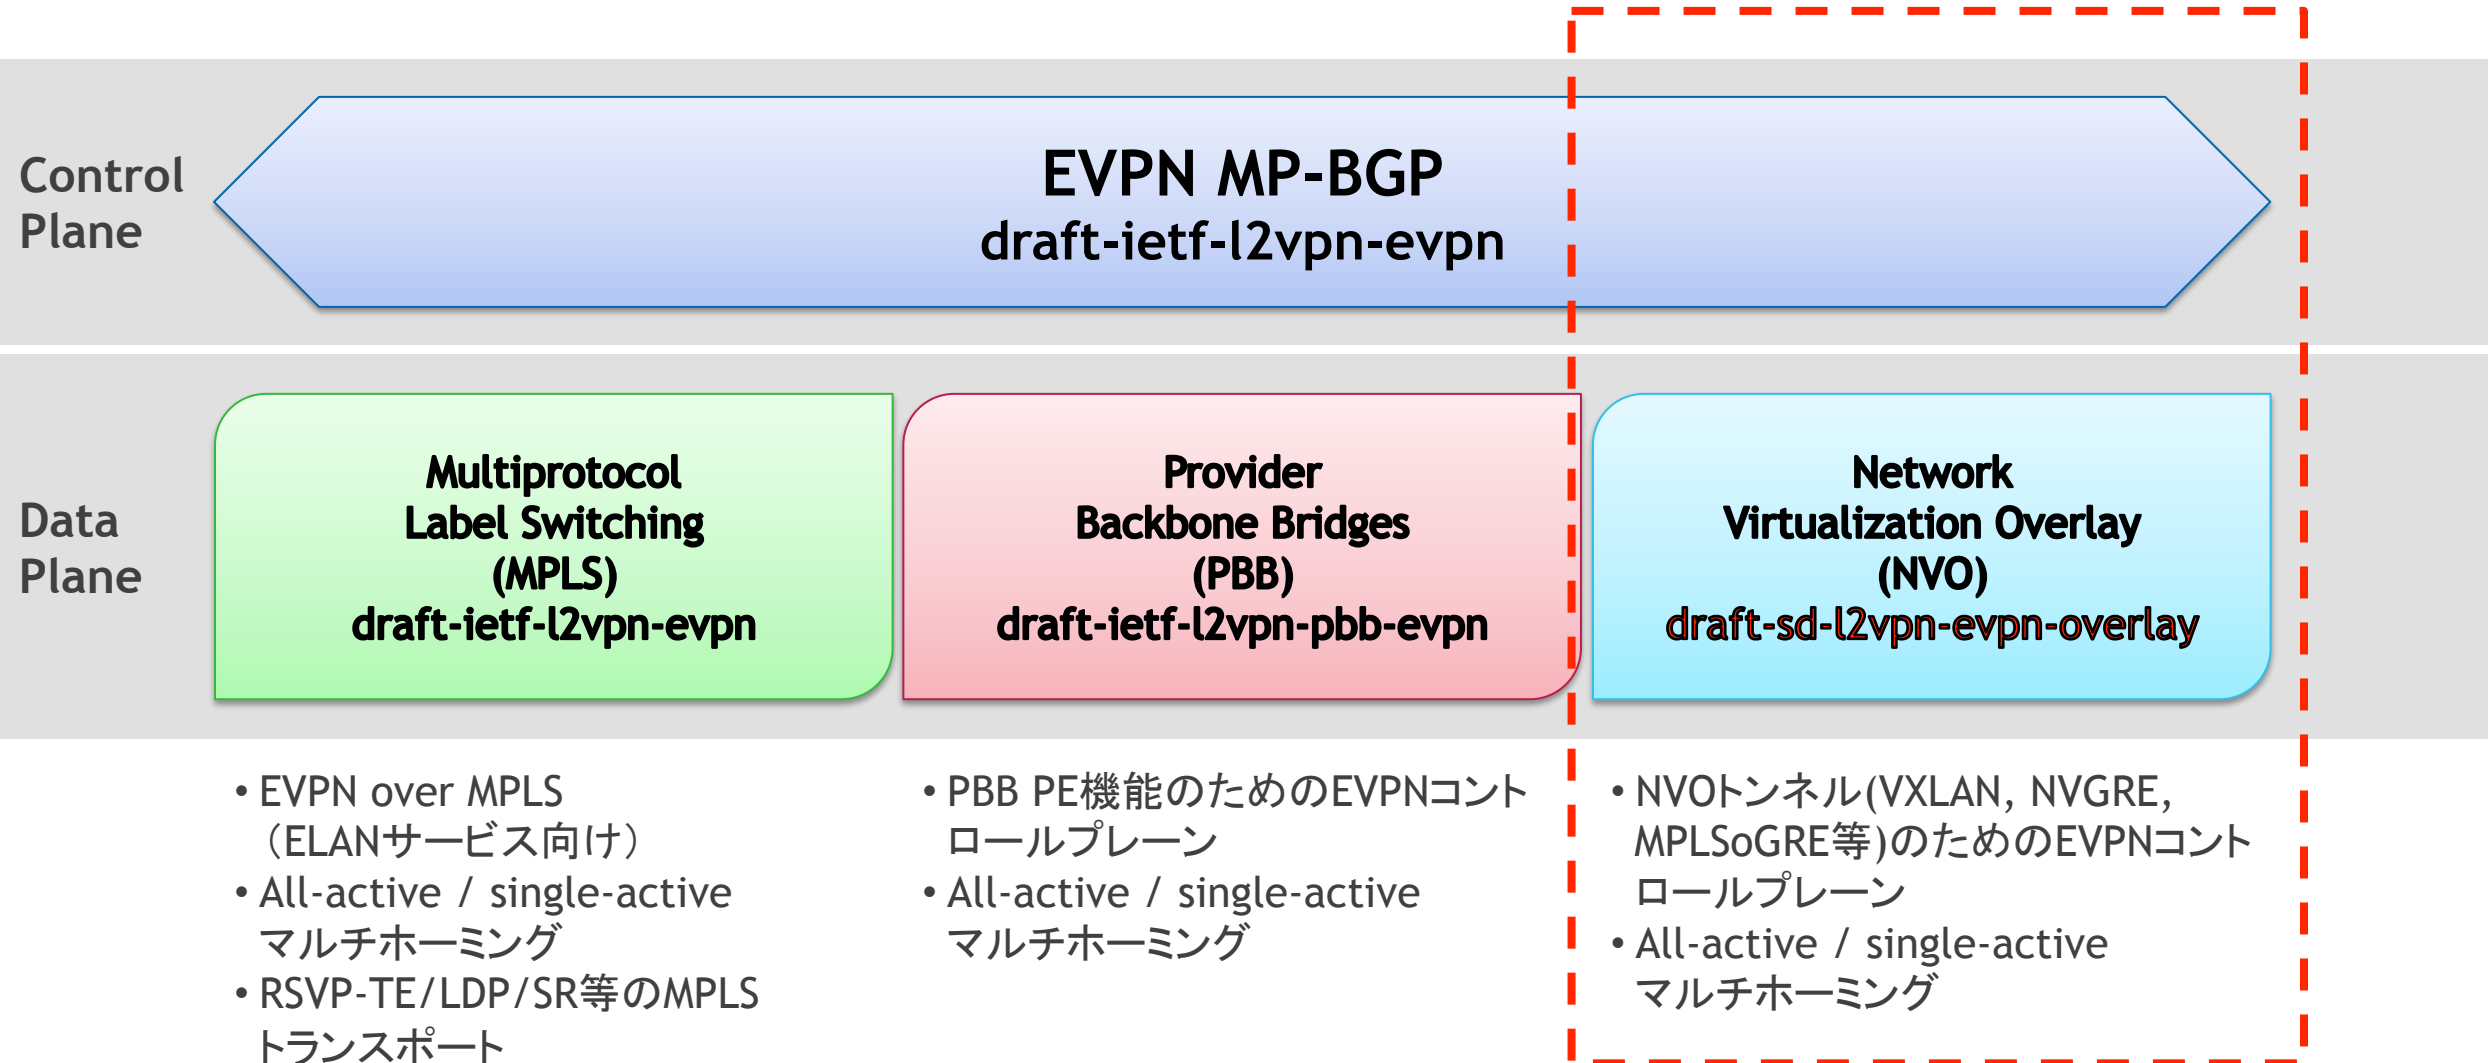 Control
Plane
EVPN MP-BGP
draft-ietf-l2vpn-evpn
Data
Plane
Multiprotocol
Label Switching
(MPLS)
draft-ietf-l2vpn-evpn
Provider
Backbone Bridges
(PBB)
draft-ietf-l2vpn-pbb-evpn
Network
Virtualization Overlay
(NVO)
draft-sd-l2vpn-evpn-overlay
• EVPN over MPLS
（ELANサービス向け）
• All-active / single-active
マルチホーミング
• RSVP-TE/LDP/SR等のMPLS
トランスポート
• PBB PE機能のためのEVPNコント
ロールプレーン
• All-active / single-active
マルチホーミング
• NVOトンネル(VXLAN, NVGRE,
MPLSoGRE等)のためのEVPNコント
ロールプレーン
• All-active / single-active
マルチホーミング